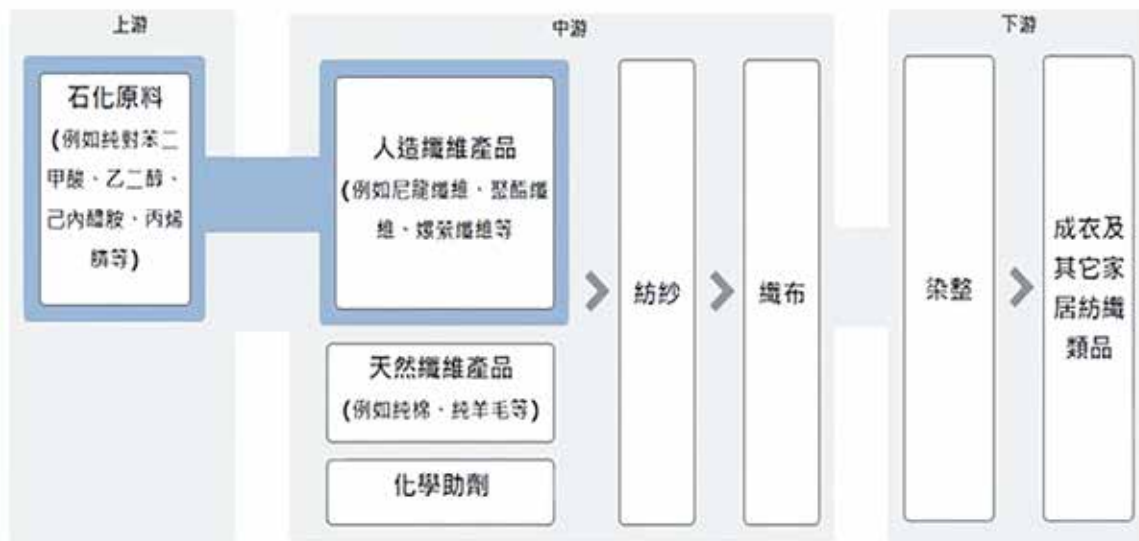 上游
石化原料
(例如純對苯二
甲酸、乙二醇、
己內醯胺、丙烯
腈等)
中游
人造纖維產品
(例如尼龍纖維、聚酯纖
維、嫘縈纖維等
天然纖維產品
(例如純棉、純羊毛等)
化學助劑
紡紗
織布
下游
染整
成衣及
其它家
居紡織
類品